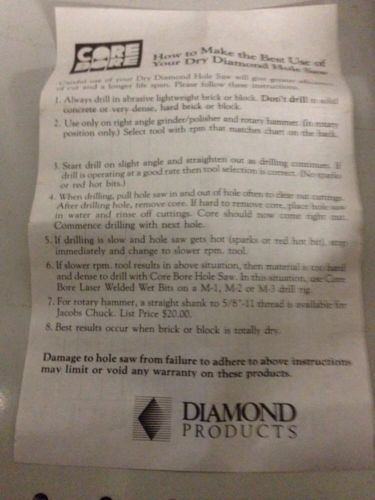 CORE
BORE
How to Make the Best Use of
Your Dry Diamond Hole Saw
Careful use of your Dry Diamond Hole Saw will give greater
of cut and a longer life span. Please follow these instructions.
1. Always drill in abrasive lightweight brick or block. Don't drill in solid
concrete or very dense, hard brick or block.
2. Use only on right angle grinder/polisher and rotary hammer. (in rotary
position only.) Select tool with rpm that matches chart on the back.
3. Start drill on slight angle and straighten out as drilling continues. If
drill is operating at a good rate then tool selection is correct. (No sparks
or red hot bits.)
4. When drilling, pull hole saw in and out of hole often to clear out cuttings.
After drilling hole, remove core. If hard to remove core, place hole saw
in water and rinse off cuttings. Core should now come right out.
Commence drilling with next hole.
5. If drilling is slow and hole saw gets hot (sparks or red hot bit), stop
immediately and change to slower rpm. tool.
6. If slower rpm. tool results in above situation, then material is too hard
and dense to drill with Core Bore Hole Saw. In this situation, use Core
Bore Laser Welded Wet Bits on a M-1, M-2 or M-3 drill rig.
7. For rotary hammer, a straight shank to 5/8"-11 thread is available for
Jacobs Chuck. List Price $20.00.
8. Best results occur when brick or block is totally dry.
Damage to hole saw from failure to adhere to above instructions
may limit or void any warranty on these products.
DIAMOND
PRODUCTS